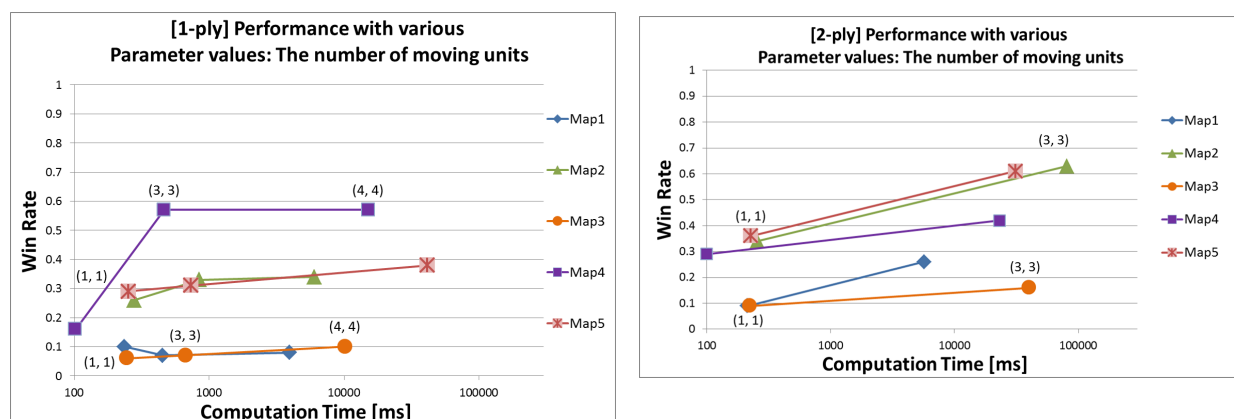 [1-ply] Performance with various
Parameter values: The number of moving units
Win Rate
1
0.9
0.8
0.7
0.6
0.5
0.4
0.3
0.2
0.1
0
(1, 1)
(3, 3)
(4, 4)
(1, 1)
(3, 3)
(4, 4)
100
1000
10000
100000
Computation Time [ms]
Map1
Map2
Map3
Map4
Map5
[2-ply] Performance with various
Parameter values: The number of moving units
Win Rate
1
0.9
0.8
0.7
0.6
0.5
0.4
0.3
0.2
0.1
0
(3, 3)
(1, 1)
(3, 3)
(1, 1)
100
1000
10000
100000
Computation Time [ms]
Map1
Map2
Map3
Map4
Map5